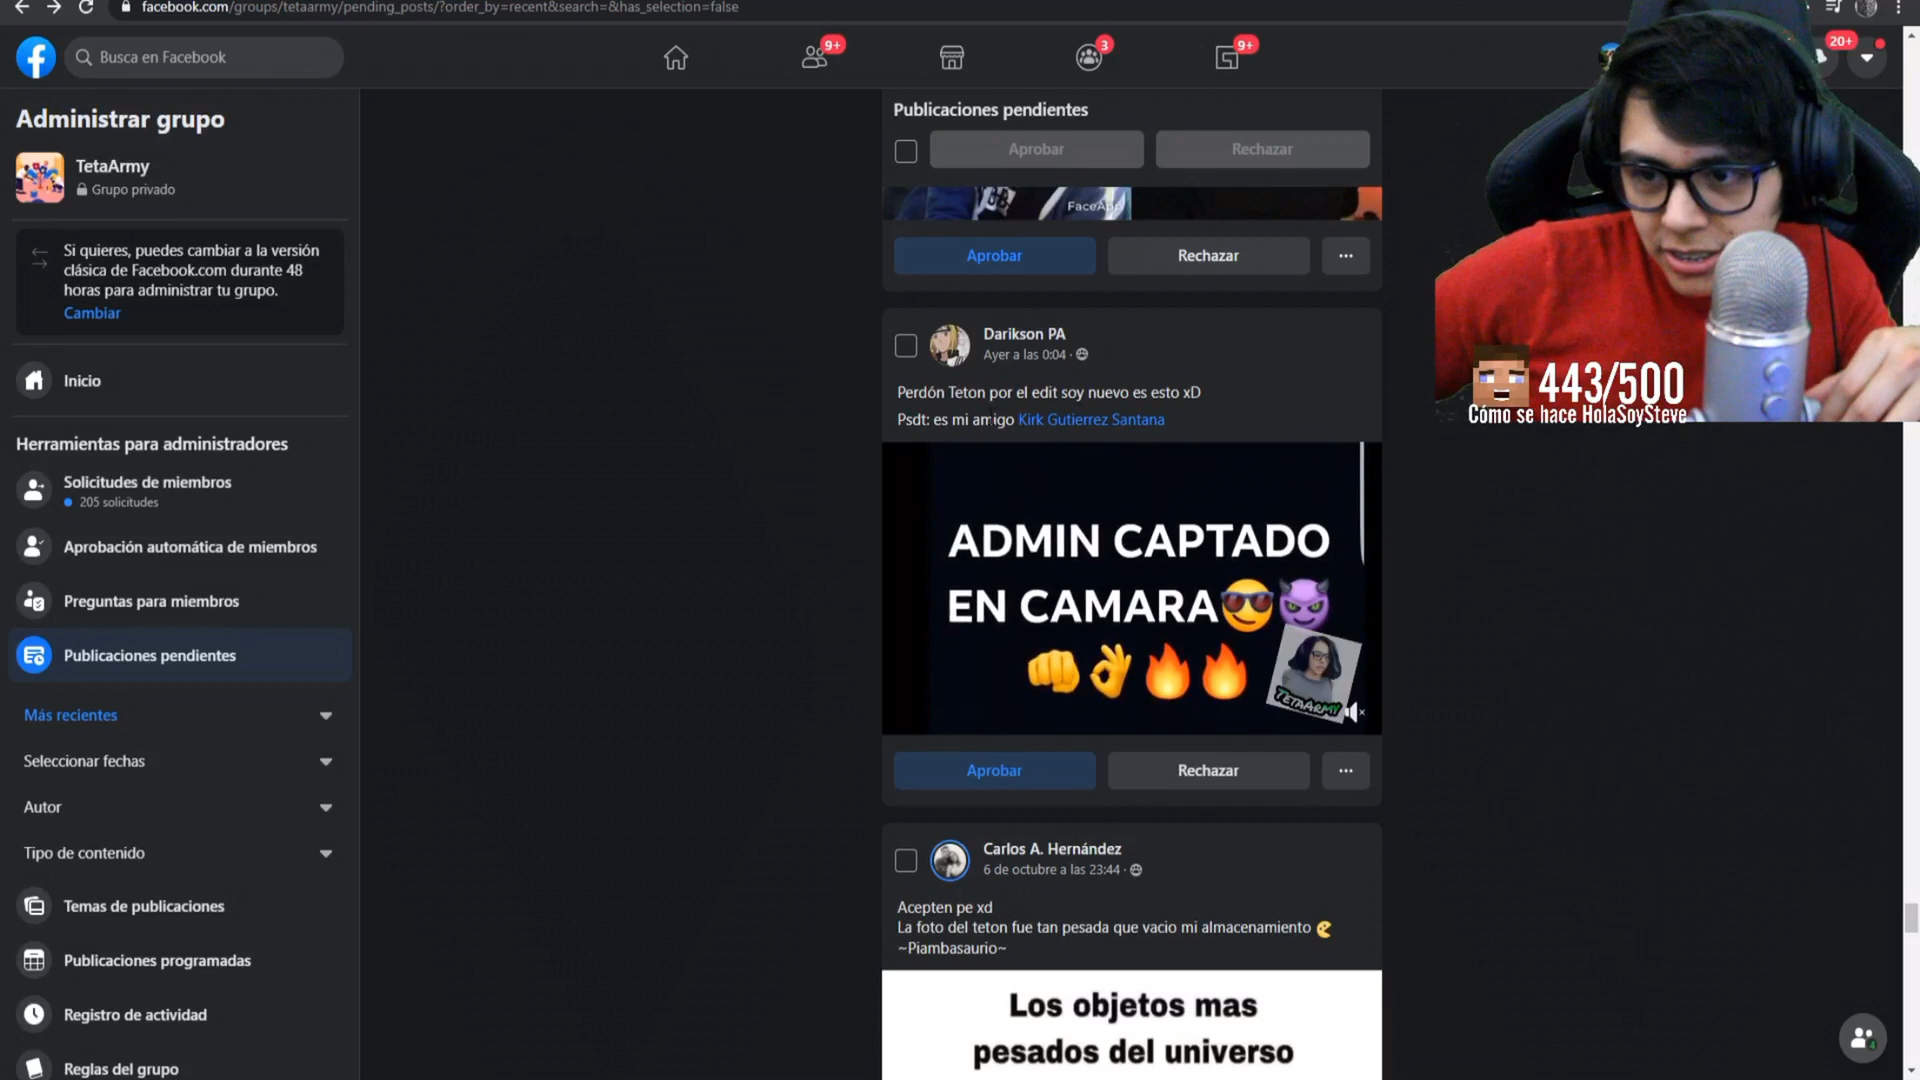 facebook.com/groups/tetaarmy/pending_posts/?order_by=recent&search=&has_selection=false
Busca en Facebook
9+
3
9+
20+
Administrar grupo
TetaArmy
Grupo privado
Si quieres, puedes cambiar a la versión
clásica de Facebook.com durante 48
horas para administrar tu grupo.
Cambiar
Inicio
Herramientas para administradores
Solicitudes de miembros
205 solicitudes
Aprobación automática de miembros
Preguntas para miembros
Publicaciones pendientes
Más recientes
Seleccionar fechas
Autor
Tipo de contenido
Temas de publicaciones
Publicaciones programadas
Registro de actividad
Reglas del grupo
Publicaciones pendientes
Aprobar Rechazar
FaceApp
Aprobar Rechazar ...
Darikson PA
Ayer a las 0:04 ·
Perdón Teton por el edit soy nuevo es esto xD
Psdt: es mi amigo Kirk Gutierrez Santana
ADMIN CAPTADO
EN CAMARA😎😈
👊👌🔥🔥
TETAARMY
Aprobar Rechazar ...
Carlos A. Hernández
6 de octubre a las 23:44 ·
Acepten pe xd
La foto del teton fue tan pesada que vacio mi almacenamiento
~Piambasaurio~
Los objetos mas
pesados del universo
443/500
Cómo se hace HolaSoySteve
4